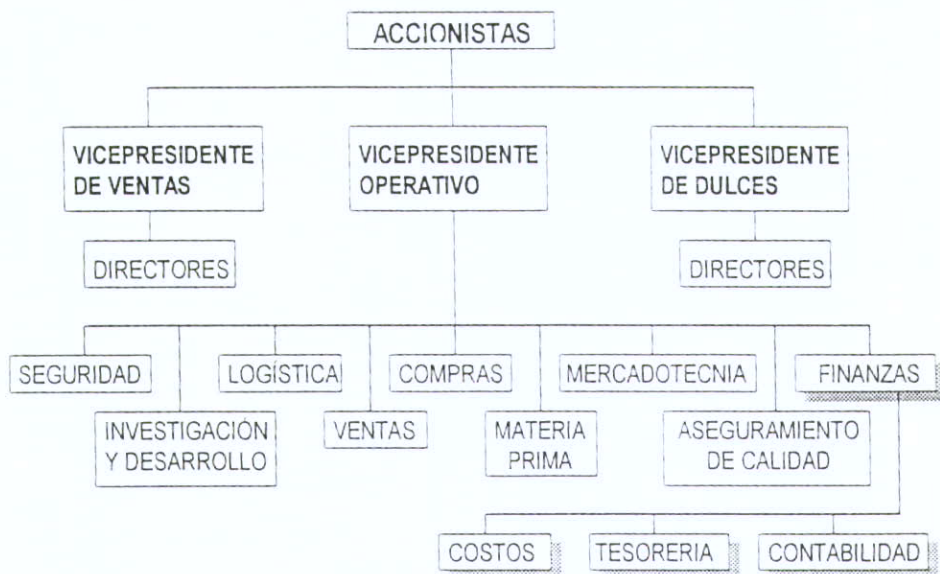 ACCIONISTAS
VICEPRESIDENTE
DE VENTAS
VICEPRESIDENTE
OPERATIVO
VICEPRESIDENTE
DE DULCES
DIRECTORES
DIRECTORES
SEGURIDAD
LOGÍSTICA
COMPRAS
MERCADOTECNIA
FINANZAS
INVESTIGACIÓN
Y DESARROLLO
VENTAS
MATERIA
PRIMA
ASEGURAMIENTO
DE CALIDAD
COSTOS
TESORERIA
CONTABILIDAD